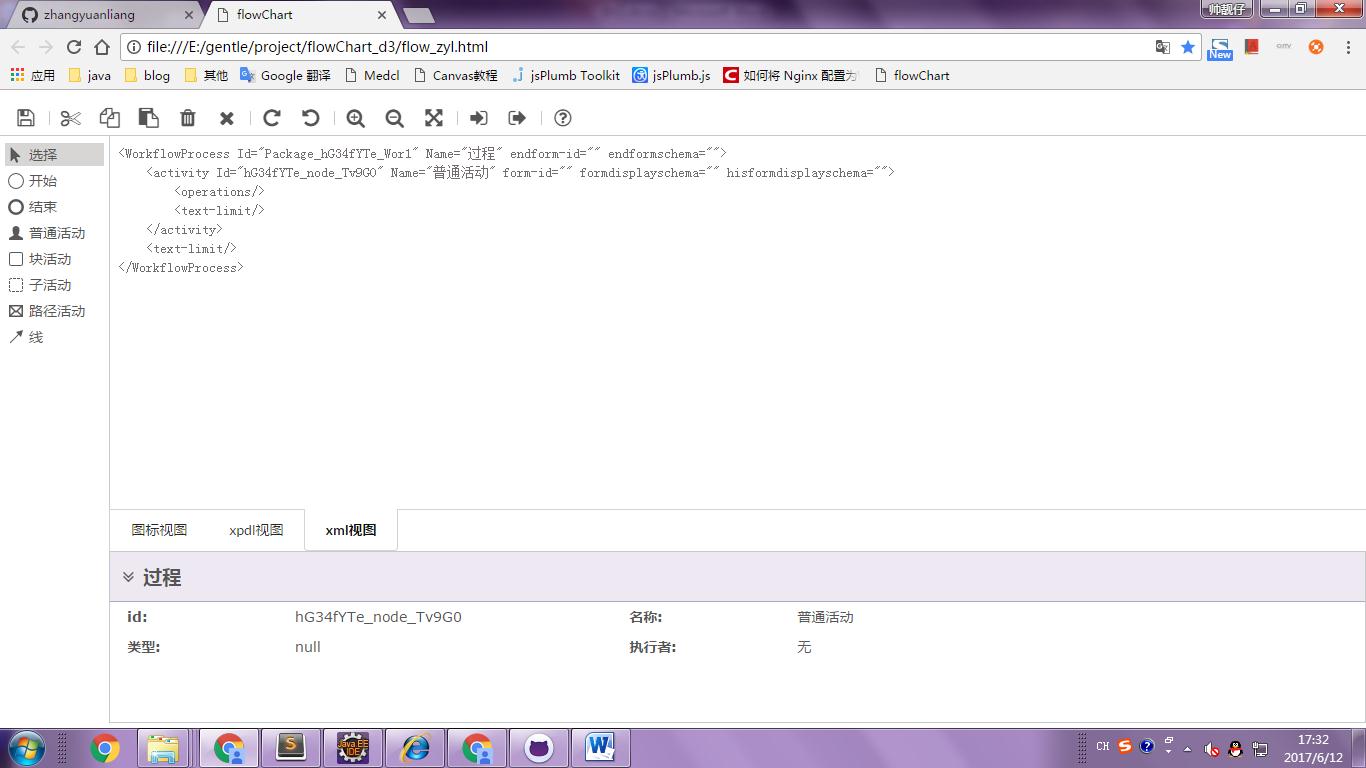 zhangyuanliang
flowChart
帅靓仔
file:///E:/gentle/project/flowChart_d3/flow_zyl.html
New
应用
java
blog
其他
Google 翻译
Medcl
Canvas教程
jsPlumb Toolkit
jsPlumb.js
如何将 Nginx 配置为
flowChart
选择
开始
结束
普通活动
块活动
子活动
路径活动
线
<WorkflowProcess Id="Package_hG34fYTe_Wor1" Name="过程" endform-id="" endformschema="">
<activity Id="hG34fYTe_node_Tv9G0" Name="普通活动" form-id="" formdisplayschema="" hisformdisplayschema="">
<operations/>
<text-limit/>
</activity>
<text-limit/>
</WorkflowProcess>
图标视图
xpdl视图
xml视图
过程
id: hG34fYTe_node_Tv9G0 名称: 普通活动
类型: null 执行者: 无
Java EE
IDE
CH
17:32
2017/6/12